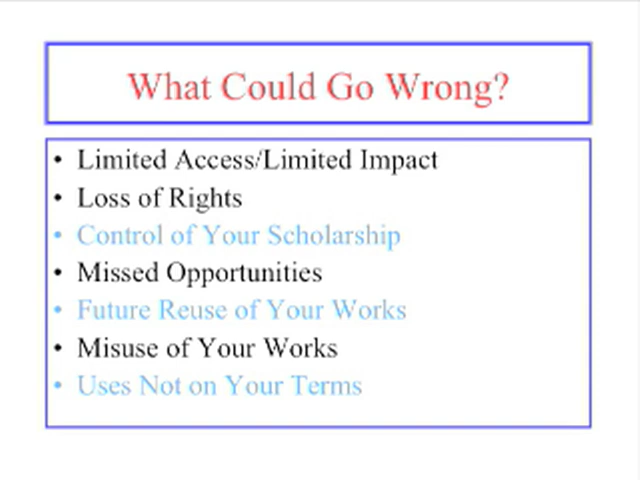 What Could Go Wrong?
• Limited Access/Limited Impact
• Loss of Rights
• Control of Your Scholarship
• Missed Opportunities
• Future Reuse of Your Works
• Misuse of Your Works
• Uses Not on Your Terms